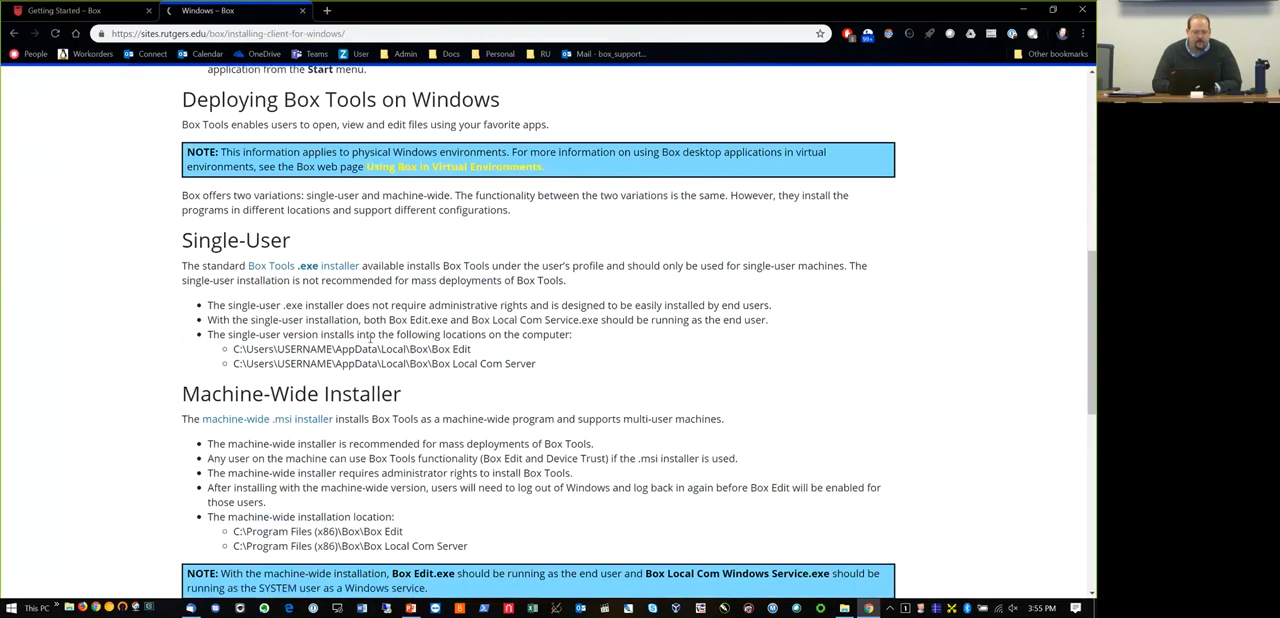 Getting Started – Box
Windows – Box
https://sites.rutgers.edu/box/installing-client-for-windows/
People Workorders Connect Calendar OneDrive Teams User Admin Docs Personal RU Mail - box_support... Other bookmarks
application from the Start menu.
Deploying Box Tools on Windows
Box Tools enables users to open, view and edit files using your favorite apps.
NOTE: This information applies to physical Windows environments. For more information on using Box desktop applications in virtual
environments, see the Box web page Using Box in Virtual Environments.
Box offers two variations: single-user and machine-wide. The functionality between the two variations is the same. However, they install the
programs in different locations and support different configurations.
Single-User
The standard Box Tools .exe installer available installs Box Tools under the user's profile and should only be used for single-user machines. The
single-user installation is not recommended for mass deployments of Box Tools.
The single-user .exe installer does not require administrative rights and is designed to be easily installed by end users.
With the single-user installation, both Box Edit.exe and Box Local Com Service.exe should be running as the end user.
The single-user version installs into the following locations on the computer:
C:\Users\USERNAME\AppData\Local\Box\Box Edit
C:\Users\USERNAME\AppData\Local\Box\Box Local Com Server
Machine-Wide Installer
The machine-wide .msi installer installs Box Tools as a machine-wide program and supports multi-user machines.
The machine-wide installer is recommended for mass deployments of Box Tools.
Any user on the machine can use Box Tools functionality (Box Edit and Device Trust) if the .msi installer is used.
The machine-wide installer requires administrator rights to install Box Tools.
After installing with the machine-wide version, users will need to log out of Windows and log back in again before Box Edit will be enabled for
those users.
The machine-wide installation location:
C:\Program Files (x86)\Box\Box Edit
C:\Program Files (x86)\Box\Box Local Com Server
NOTE: With the machine-wide installation, Box Edit.exe should be running as the end user and Box Local Com Windows Service.exe should be
running as the SYSTEM user as a Windows service.
This PC 3:55 PM